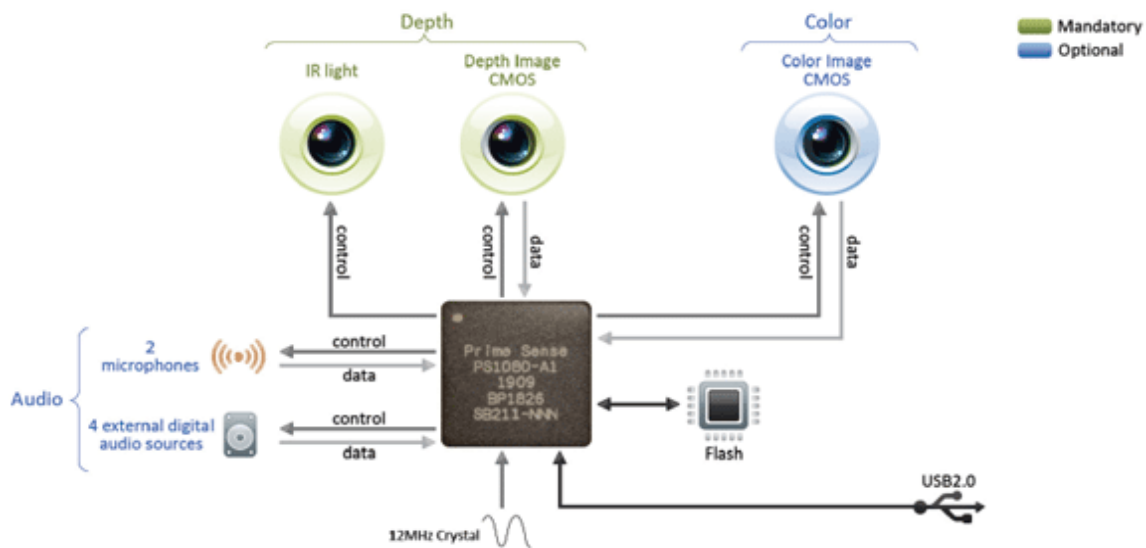 Depth
Color
Mandatory
Optional
IR light
Depth Image
CMOS
Color Image
CMOS
control
control
data
control
data
2
microphones
control
data
Audio
4 external digital
audio sources
control
data
Prime Sense
PS1080-A1
1909
BP1826
SB211-NNN
Flash
USB2.0
12MHz Crystal